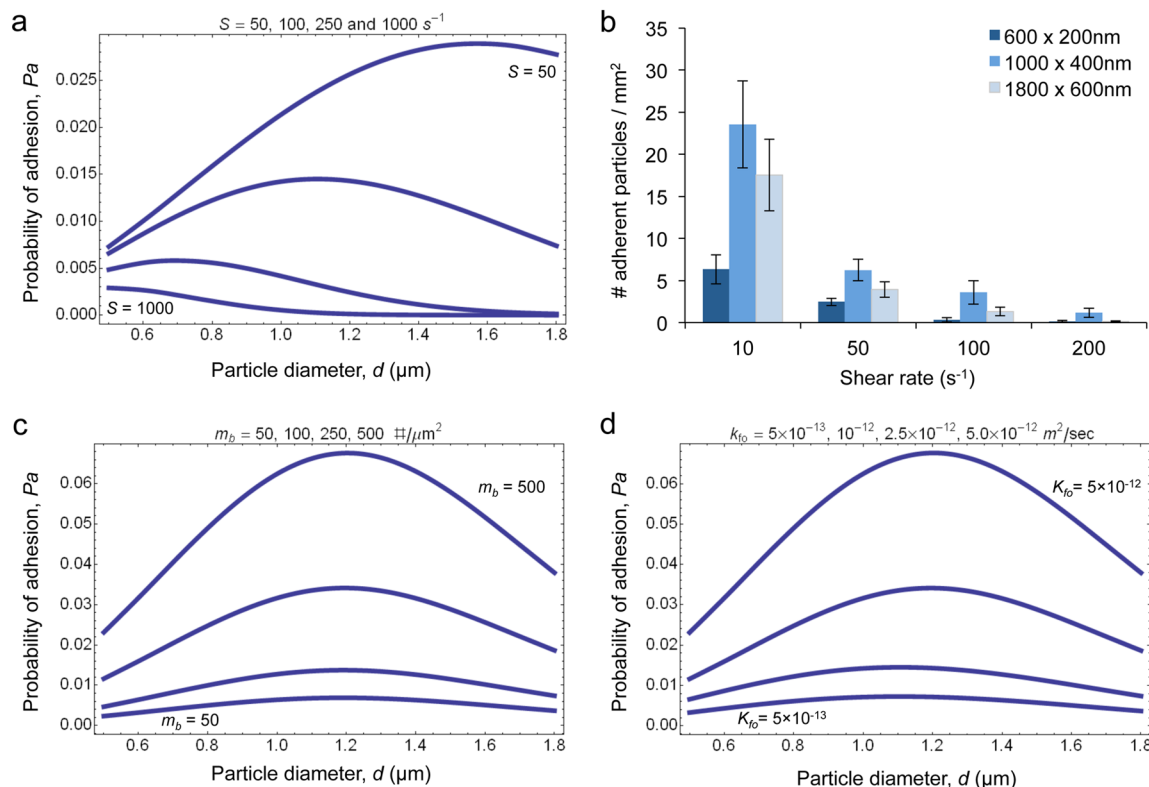 a
S = 50, 100, 250 and 1000 s⁻¹
Probability of adhesion, Pa
0.025
0.020
0.015
0.010
0.005
0.000
S = 50
S = 1000
0.6 0.8 1.0 1.2 1.4 1.6 1.8
Particle diameter, d (µm)
b
600 x 200nm
1000 x 400nm
1800 x 600nm
# adherent particles / mm²
35
30
25
20
15
10
5
0
10 50 100 200
Shear rate (s⁻¹)
c
m_b = 50, 100, 250, 500 #/µm²
Probability of adhesion, Pa
0.06
0.05
0.04
0.03
0.02
0.01
0.00
m_b = 500
m_b = 50
0.6 0.8 1.0 1.2 1.4 1.6 1.8
Particle diameter, d (µm)
d
k_fo = 5×10⁻¹³, 10⁻¹², 2.5×10⁻¹², 5.0×10⁻¹² m²/sec
Probability of adhesion, Pa
0.06
0.05
0.04
0.03
0.02
0.01
0.00
K_fo= 5×10⁻¹²
K_fo= 5×10⁻¹³
0.6 0.8 1.0 1.2 1.4 1.6 1.8
Particle diameter, d (µm)